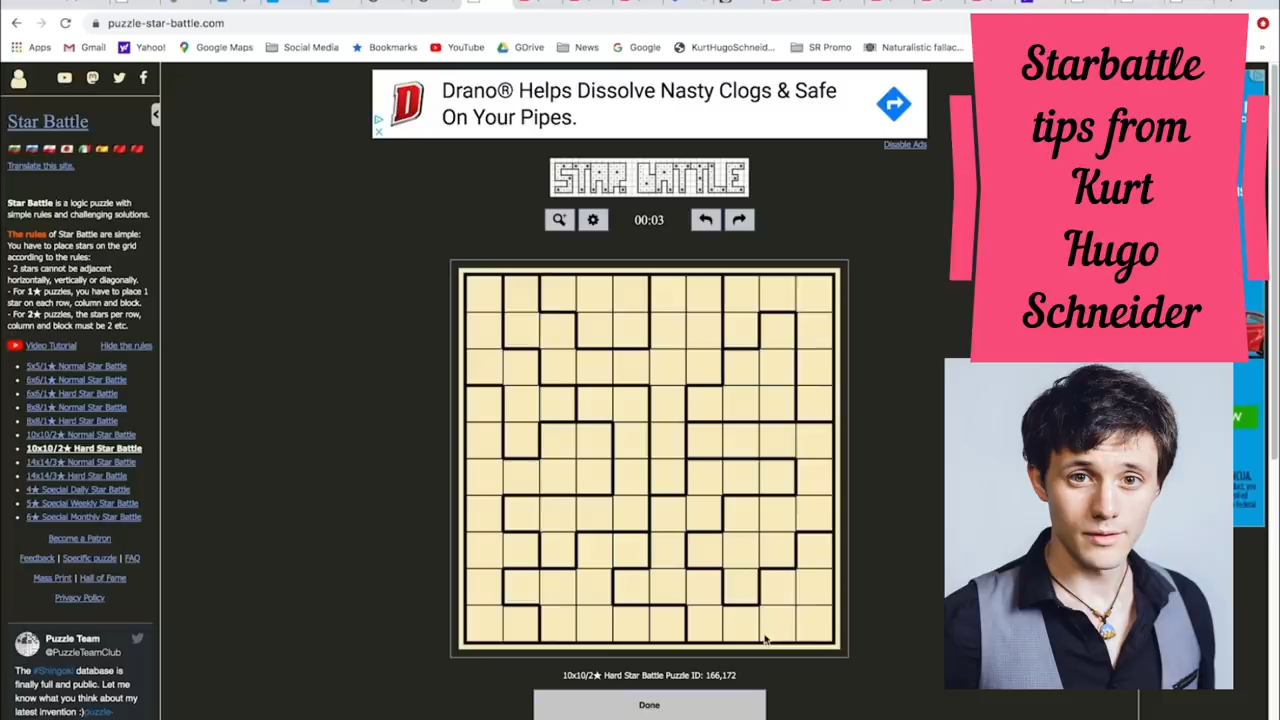 puzzle-star-battle.com
Apps
Gmail
Yahoo!
Google Maps
Social Media
Bookmarks
YouTube
GDrive
News
Google
KurtHugoSchneid...
SR Promo
Naturalistic fallac...
»
Star Battle
Translate this site.
Star Battle is a logic puzzle with
simple rules and challenging solutions.
The rules of Star Battle are simple:
You have to place stars on the grid
according to the rules:
- 2 stars cannot be adjacent
horizontally, vertically or diagonally.
- For 1★ puzzles, you have to place 1
star on each row, column and block.
- For 2★ puzzles, the stars per row,
column and block must be 2 etc.
Video Tutorial
Hide the rules
5x5/1★ Normal Star Battle
6x6/1★ Normal Star Battle
6x6/1★ Hard Star Battle
8x8/1★ Normal Star Battle
8x8/1★ Hard Star Battle
10x10/2★ Normal Star Battle
10x10/2★ Hard Star Battle
14x14/3★ Normal Star Battle
14x14/3★ Hard Star Battle
4★ Special Daily Star Battle
5★ Special Weekly Star Battle
6★ Special Monthly Star Battle
Become a Patron
Feedback | Specific puzzle | FAQ
Mass Print | Hall of Fame
Privacy Policy
Puzzle Team
@PuzzleTeamClub
The #Shingoki database is
finally full and public. Let me
know what you think about my
latest invention :)puzzle-
D
Drano® Helps Dissolve Nasty Clogs & Safe
On Your Pipes.
Disable Ads
STAR BATTLE
00:03
10x10/2★ Hard Star Battle Puzzle ID: 166,172
Done
Starbattle
tips from
Kurt
Hugo
Schneider